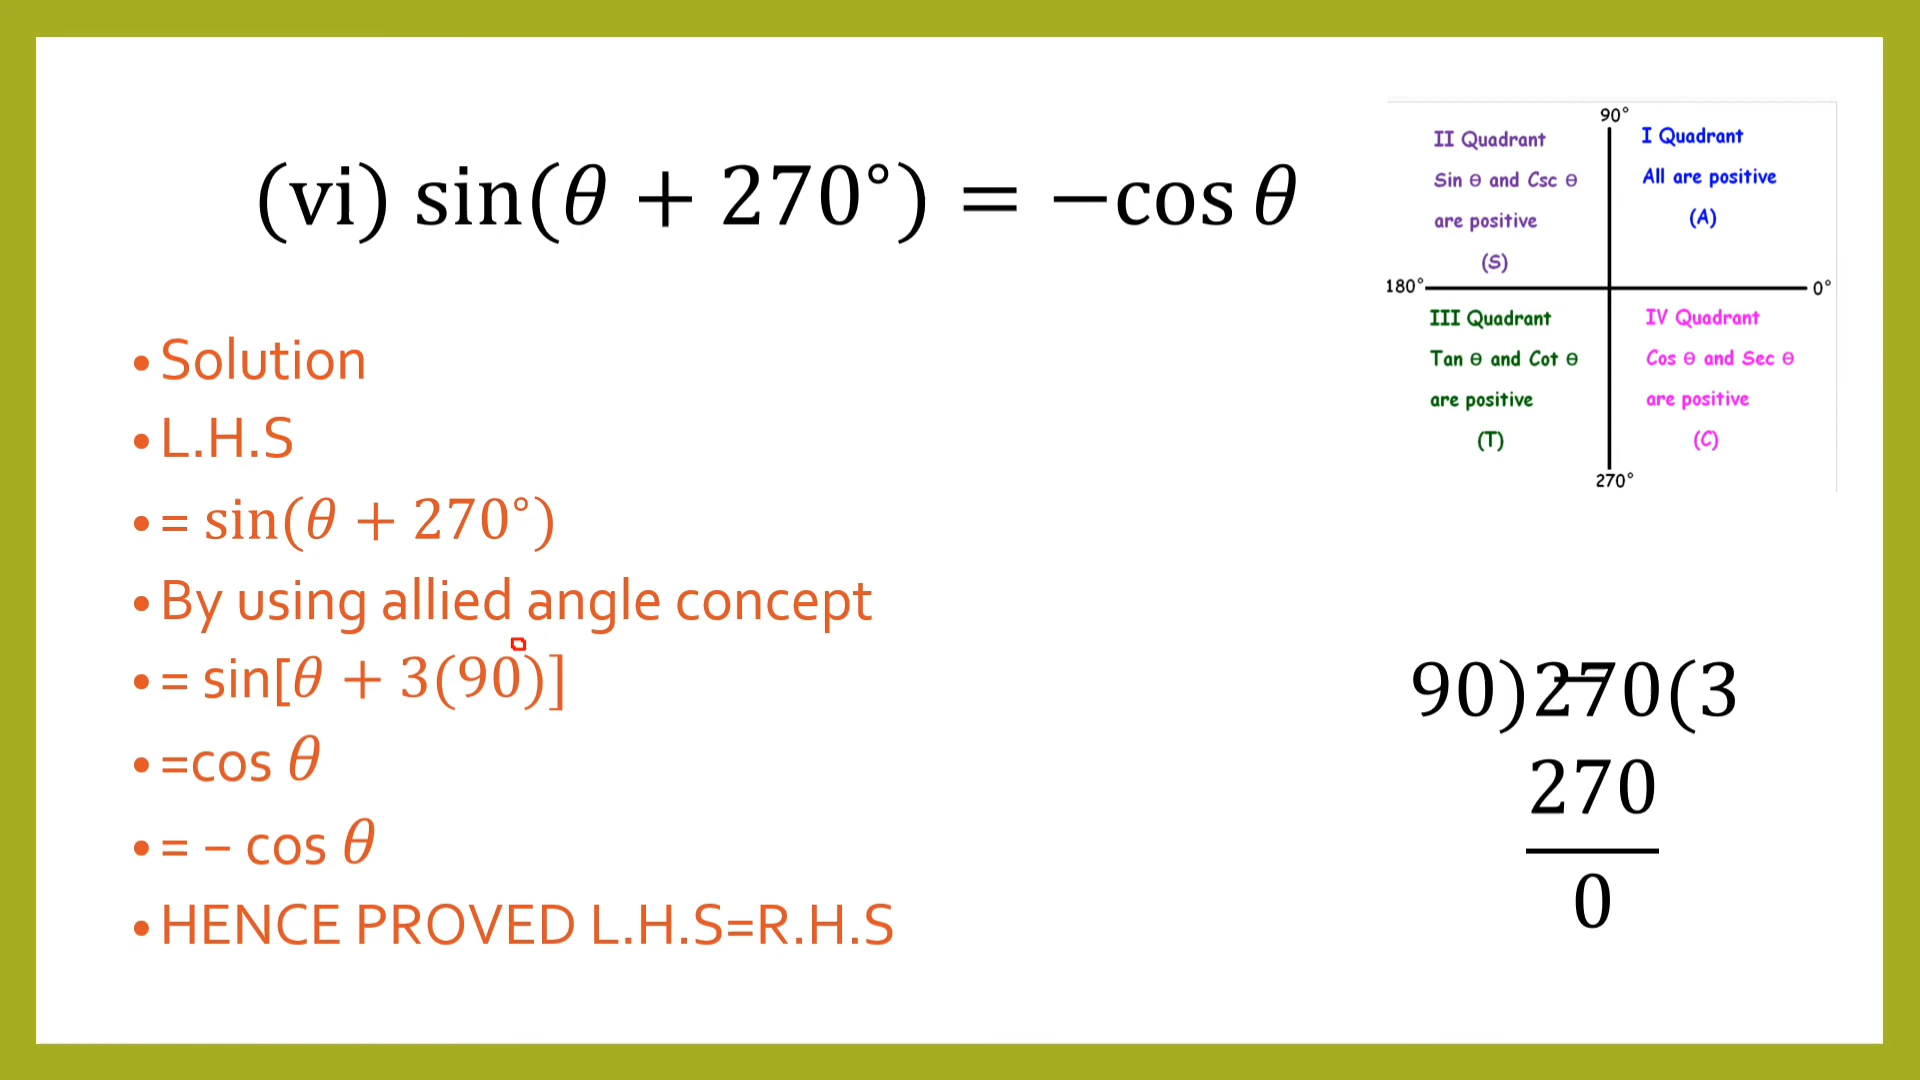 (vi) sin(θ + 270°) = −cos θ
• Solution
• L.H.S
• = sin(θ + 270°)
• By using allied angle concept
• = sin[θ + 3(90)]
• =cos θ
• = – cos θ
• HENCE PROVED L.H.S=R.H.S
90°
II Quadrant
Sin θ and Csc θ
are positive
(S)
I Quadrant
All are positive
(A)
180°
0°
III Quadrant
Tan θ and Cot θ
are positive
(T)
IV Quadrant
Cos θ and Sec θ
are positive
(C)
270°
90)270(3
270
0